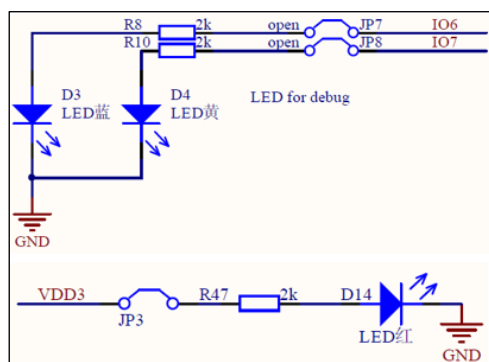 R8 2k open JP7 IO6
R10 2k open JP8 IO7
D3 D4 LED for debug
LED蓝 LED黄
GND
VDD3 R47 2k D14
JP3 LED红
GND